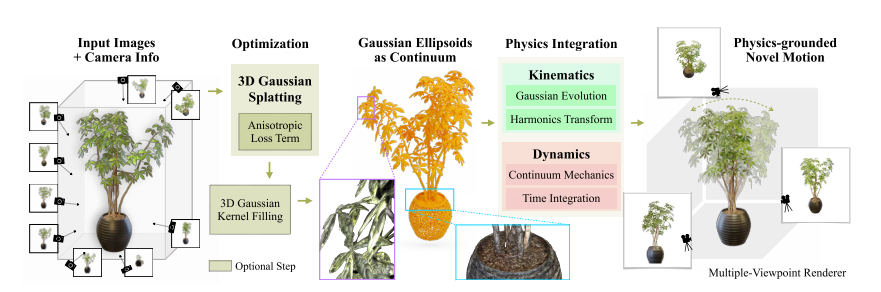 Input Images
+ Camera Info
Optimization
3D Gaussian
Splatting
Anisotropic
Loss Term
3D Gaussian
Kernel Filling
Optional Step
Gaussian Ellipsoids
as Continuum
Physics Integration
Kinematics
Gaussian Evolution
Harmonics Transform
Dynamics
Continuum Mechanics
Time Integration
Physics-grounded
Novel Motion
Multiple-Viewpoint Renderer